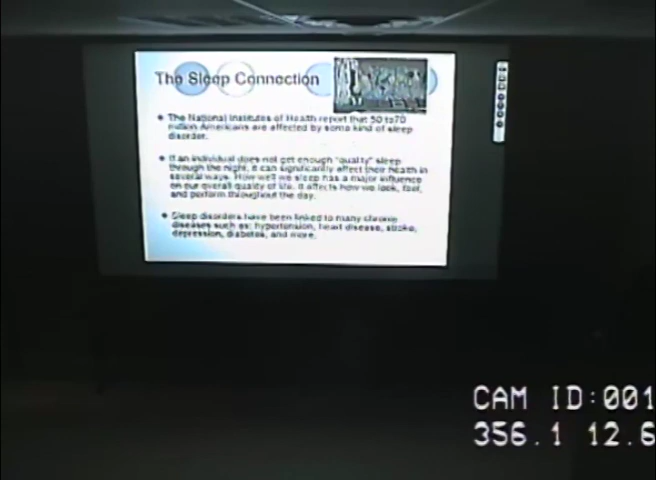 The Sleep Connection
The National Institutes of Health report that 50 to70
million Americans are affected by some kind of sleep
disorder.
If an individual does not get enough "quality" sleep
through the night, it can significantly affect their health in
several ways. How well we sleep has a major influence
on our overall quality of life. It affects how we look, feel,
and perform throughout the day.
Sleep disorders have been linked to many chronic
diseases such as: hypertension, heart disease, stroke,
depression, diabetes, and more.
CAM ID:001
356.1 12.6